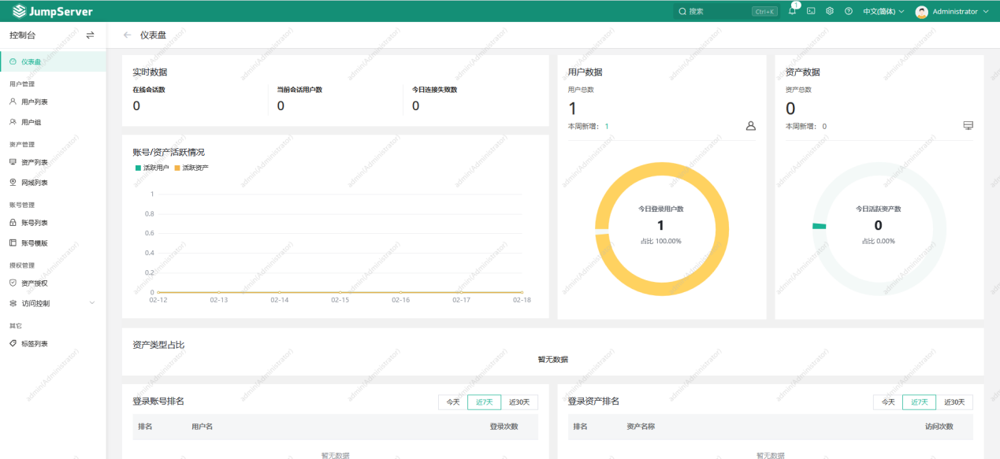 JumpServer
搜索 Ctrl+K 1 中文(简体) Administrator
控制台
仪表盘
用户管理
用户列表
用户组
资产管理
资产列表
网域列表
账号管理
账号列表
账号模版
授权管理
资产授权
访问控制
其它
标签列表
仪表盘
实时数据
在线会话数 当前会话用户数 今日连接失败数
0 0 0
账号/资产活跃情况
活跃用户 活跃资产
1
0.8
0.6
0.4
0.2
0
02-12 02-13 02-14 02-15 02-16 02-17 02-18
用户数据
用户总数
1
本周新增: 1
今日登录用户数
1
占比 100.00%
资产数据
资产总数
0
本周新增: 0
今日活跃资产数
0
占比 0.00%
资产类型占比
暂无数据
登录账号排名 今天 近7天 近30天
排名 用户名 登录次数
暂无数据
登录资产排名 今天 近7天 近30天
排名 资产名称 访问次数
暂无数据
admin(Administrator)